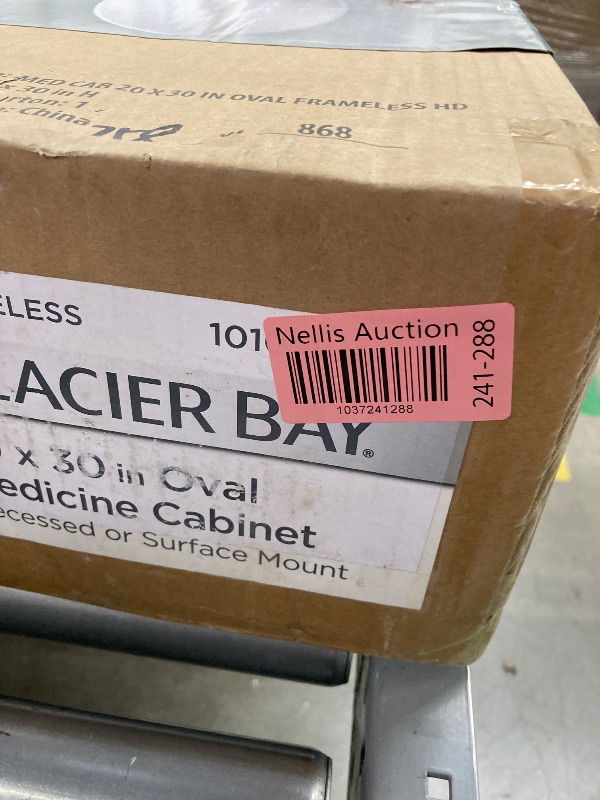 MED CAB 20 X 30 IN OVAL FRAMELESS HD
x 30 in H
rton: 1
: China
868
ELESS
101
Nellis Auction
241-288
1037241288
LACIER BAY®
x 30 in Oval
edicine Cabinet
ecessed or Surface Mount